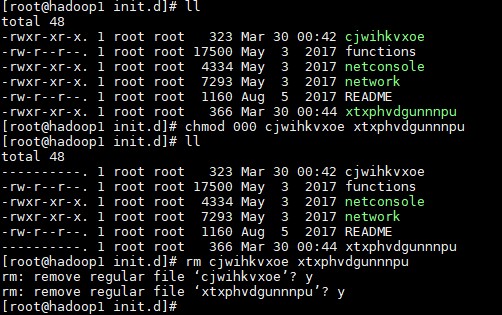 [root@hadoop1 init.d]# ll
total 48
-rwxr-xr-x. 1 root root   323 Mar 30 00:42 cjwihkvxoe
-rw-r--r--. 1 root root 17500 May  3  2017 functions
-rwxr-xr-x. 1 root root  4334 May  3  2017 netconsole
-rwxr-xr-x. 1 root root  7293 May  3  2017 network
-rw-r--r--. 1 root root  1160 Aug  5  2017 README
-rwxr-xr-x. 1 root root   366 Mar 30 00:44 xtxphvdgunnnpu
[root@hadoop1 init.d]# chmod 000 cjwihkvxoe xtxphvdgunnnpu
[root@hadoop1 init.d]# ll
total 48
----------. 1 root root   323 Mar 30 00:42 cjwihkvxoe
-rw-r--r--. 1 root root 17500 May  3  2017 functions
-rwxr-xr-x. 1 root root  4334 May  3  2017 netconsole
-rwxr-xr-x. 1 root root  7293 May  3  2017 network
-rw-r--r--. 1 root root  1160 Aug  5  2017 README
----------. 1 root root   366 Mar 30 00:44 xtxphvdgunnnpu
[root@hadoop1 init.d]# rm cjwihkvxoe xtxphvdgunnnpu
rm: remove regular file ‘cjwihkvxoe’? y
rm: remove regular file ‘xtxphvdgunnnpu’? y
[root@hadoop1 init.d]#